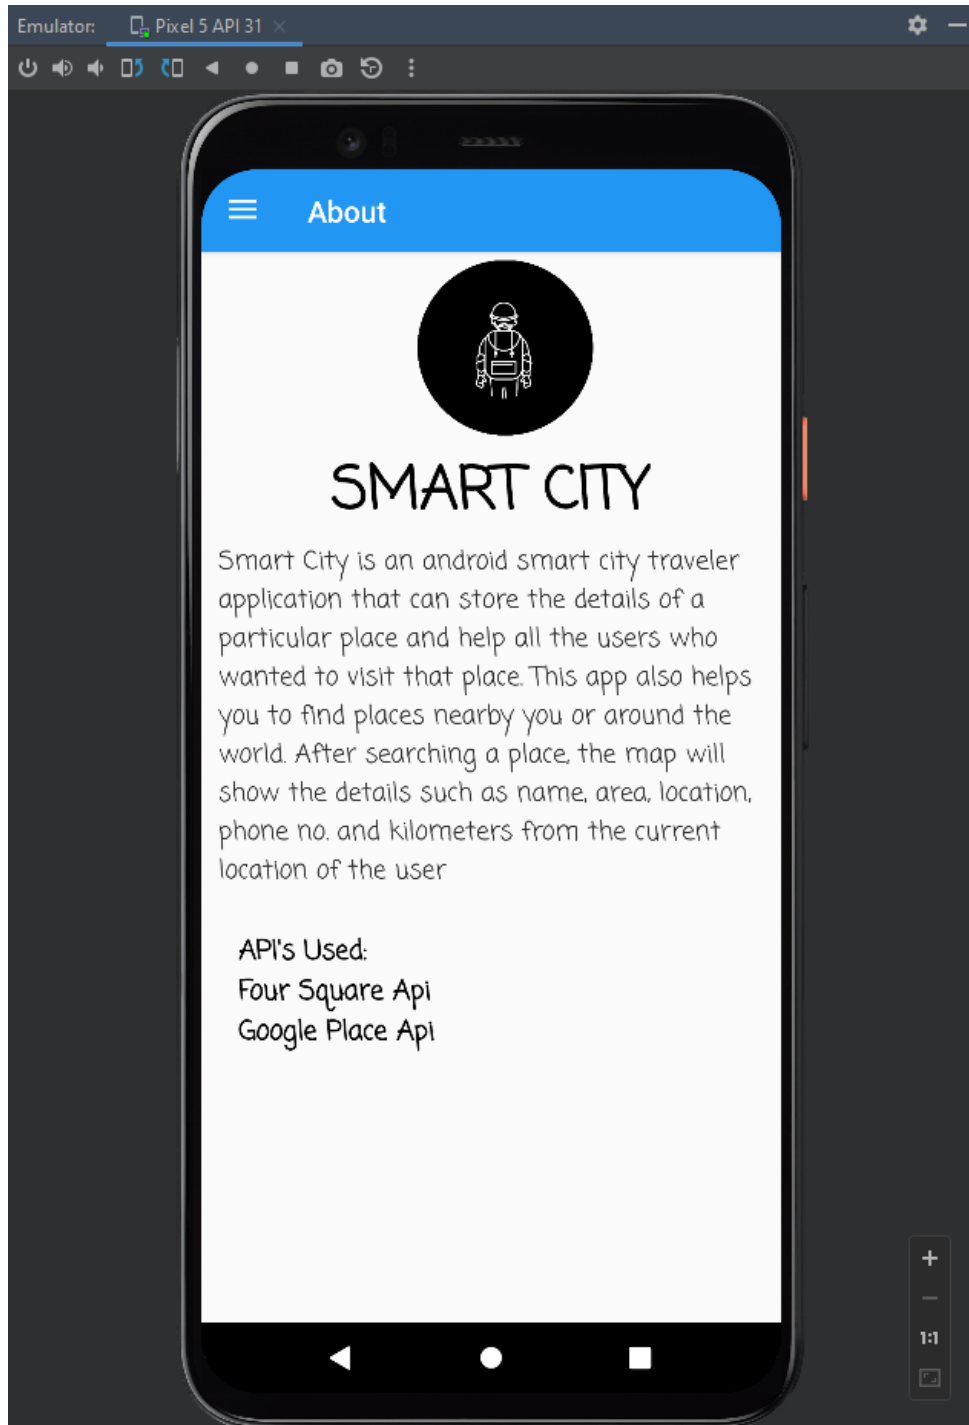 Emulator: Pixel 5 API 31
About
SMART CITY
Smart City is an android smart city traveler
application that can store the details of a
particular place and help all the users who
wanted to visit that place. This app also helps
you to find places nearby you or around the
world. After searching a place, the map will
show the details such as name, area, location,
phone no. and kilometers from the current
location of the user
API's Used:
Four Square Api
Google Place Api
1:1